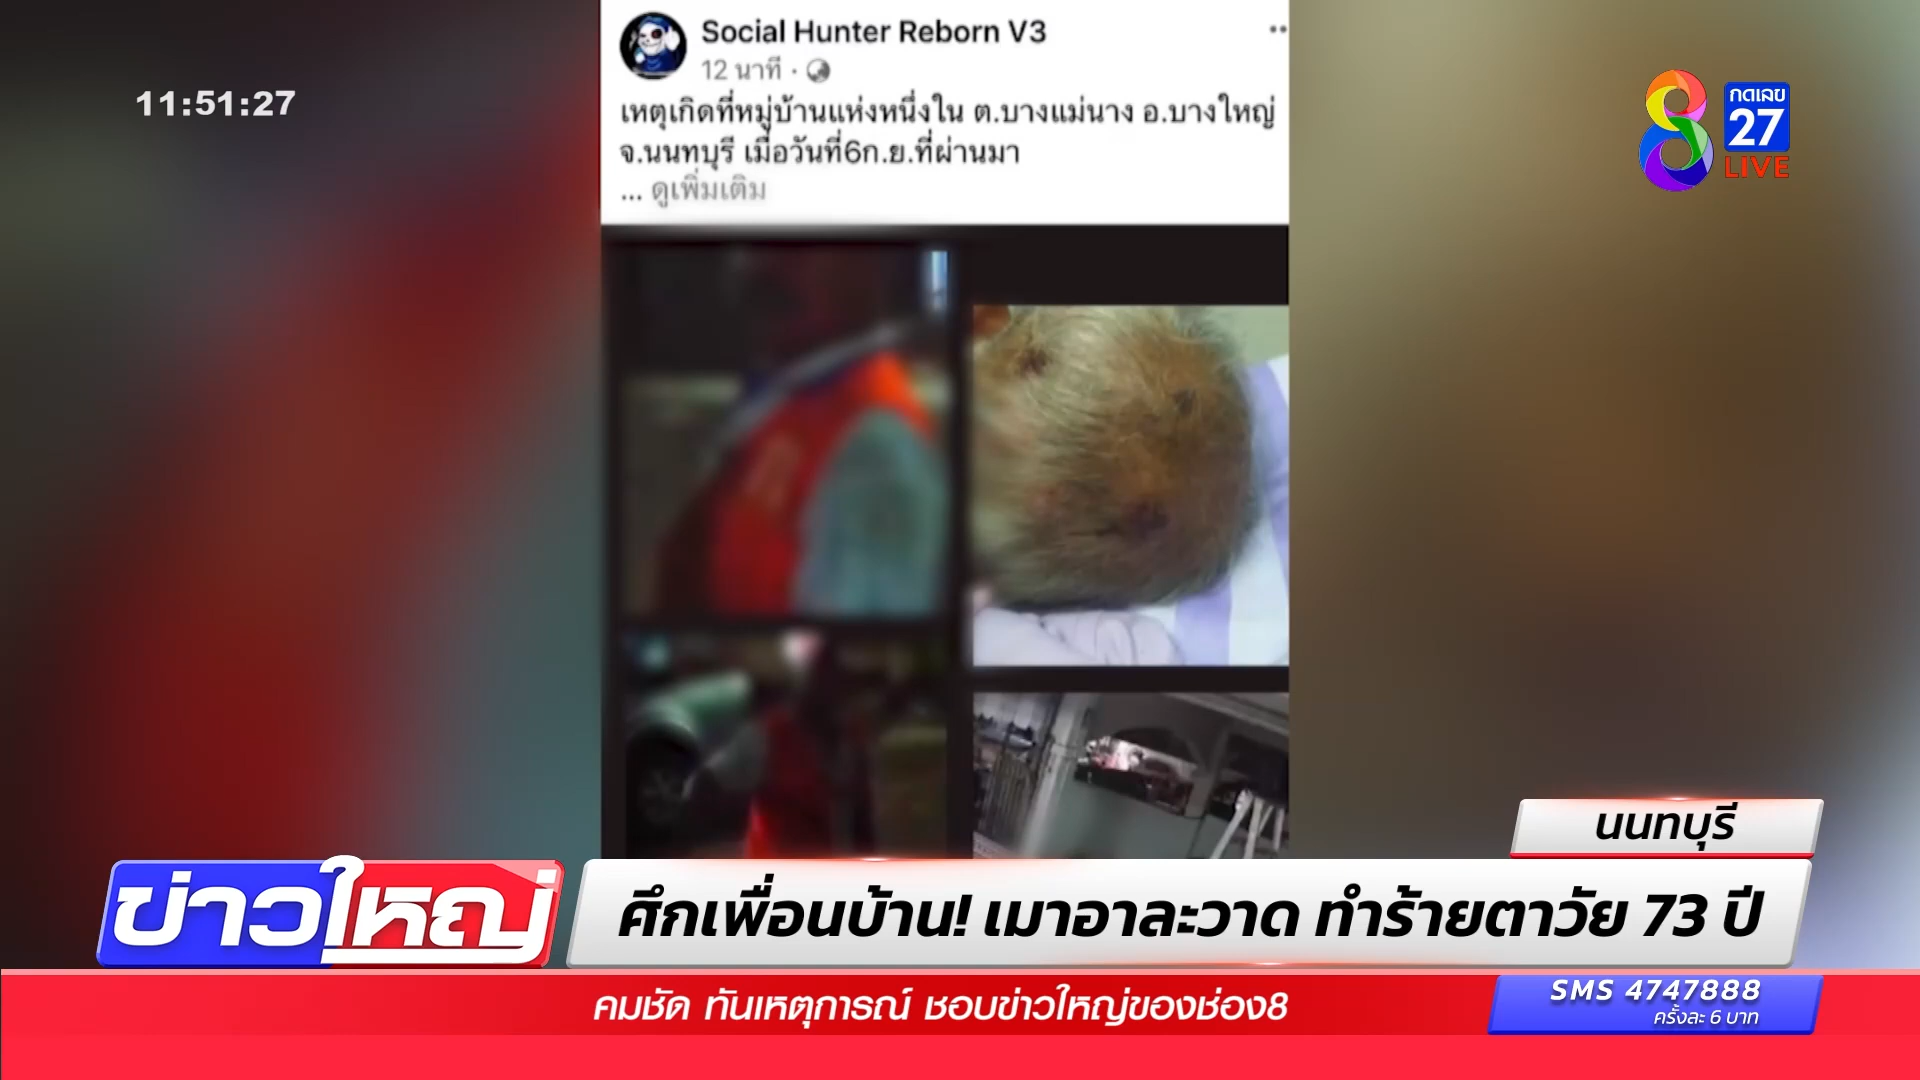 Social Hunter Reborn V3
12 นาที ·
เหตุเกิดที่หมู่บ้านแห่งหนึ่งใน ต.บางแม่นาง อ.บางใหญ่
จ.นนทบุรี เมื่อวันที่6ก.ย.ที่ผ่านมา
... ดูเพิ่มเติม
11:51:27
8
กดเลข
27
LIVE
นนทบุรี
ข่าวใหญ่
ศึกเพื่อนบ้าน! เมาอาละวาด ทำร้ายตาวัย 73 ปี
คมชัด ทันเหตุการณ์ ชอบข่าวใหญ่ของช่อง8
SMS 4747888
ครั้งละ 6 บาท